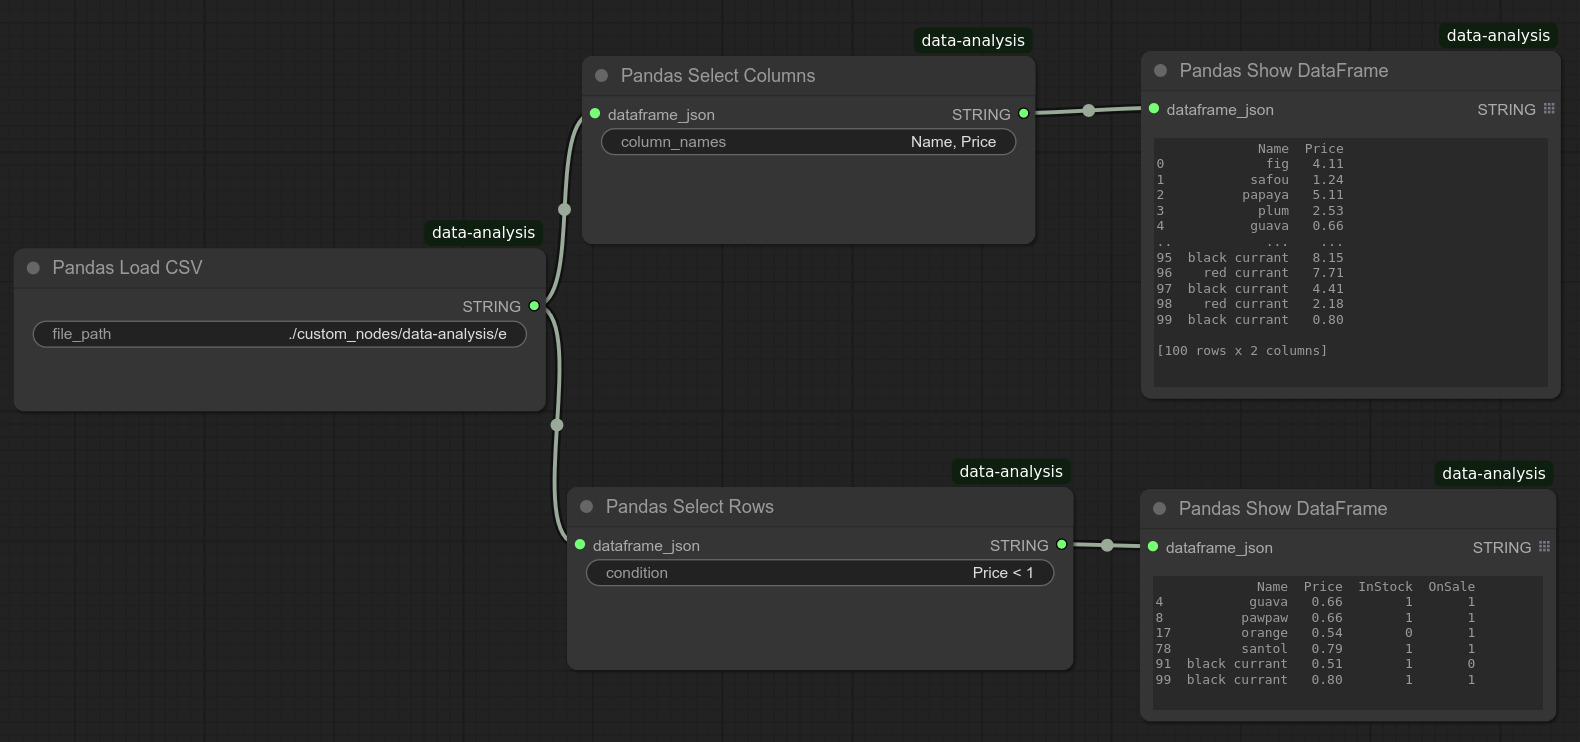 data-analysis
Pandas Load CSV
STRING
file_path ./custom_nodes/data-analysis/e
data-analysis
Pandas Select Columns
dataframe_json STRING
column_names Name, Price
data-analysis
Pandas Show DataFrame
dataframe_json STRING
Name Price
0 fig 4.11
1 safou 1.24
2 papaya 5.11
3 plum 2.53
4 guava 0.66
.. ... ...
95 black currant 8.15
96 red currant 7.71
97 black currant 4.41
98 red currant 2.18
99 black currant 0.80
[100 rows x 2 columns]
data-analysis
Pandas Select Rows
dataframe_json STRING
condition Price < 1
data-analysis
Pandas Show DataFrame
dataframe_json STRING
Name Price InStock OnSale
4 guava 0.66 1 1
8 pawpaw 0.66 1 1
17 orange 0.54 0 1
78 santol 0.79 1 1
91 black currant 0.51 1 0
99 black currant 0.80 1 1